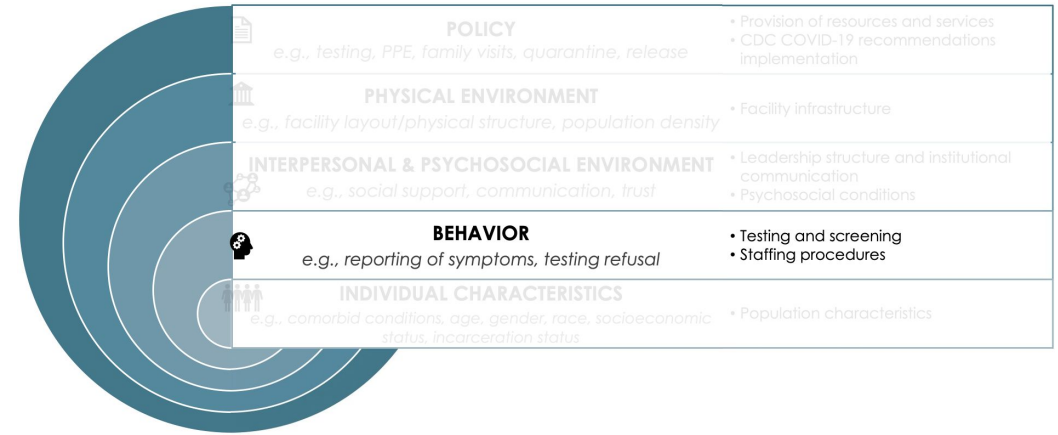 POLICY
e.g., testing, PPE, family visits, quarantine, release
• Provision of resources and services
• CDC COVID-19 recommendations
implementation
PHYSICAL ENVIRONMENT
e.g., facility layout/physical structure, population density
• Facility infrastructure
INTERPERSONAL & PSYCHOSOCIAL ENVIRONMENT
e.g., social support, communication, trust
• Leadership structure and institutional
communication
• Psychosocial conditions
BEHAVIOR
e.g., reporting of symptoms, testing refusal
• Testing and screening
• Staffing procedures
INDIVIDUAL CHARACTERISTICS
e.g., comorbid conditions, age, gender, race, socioeconomic
status, incarceration status
• Population characteristics